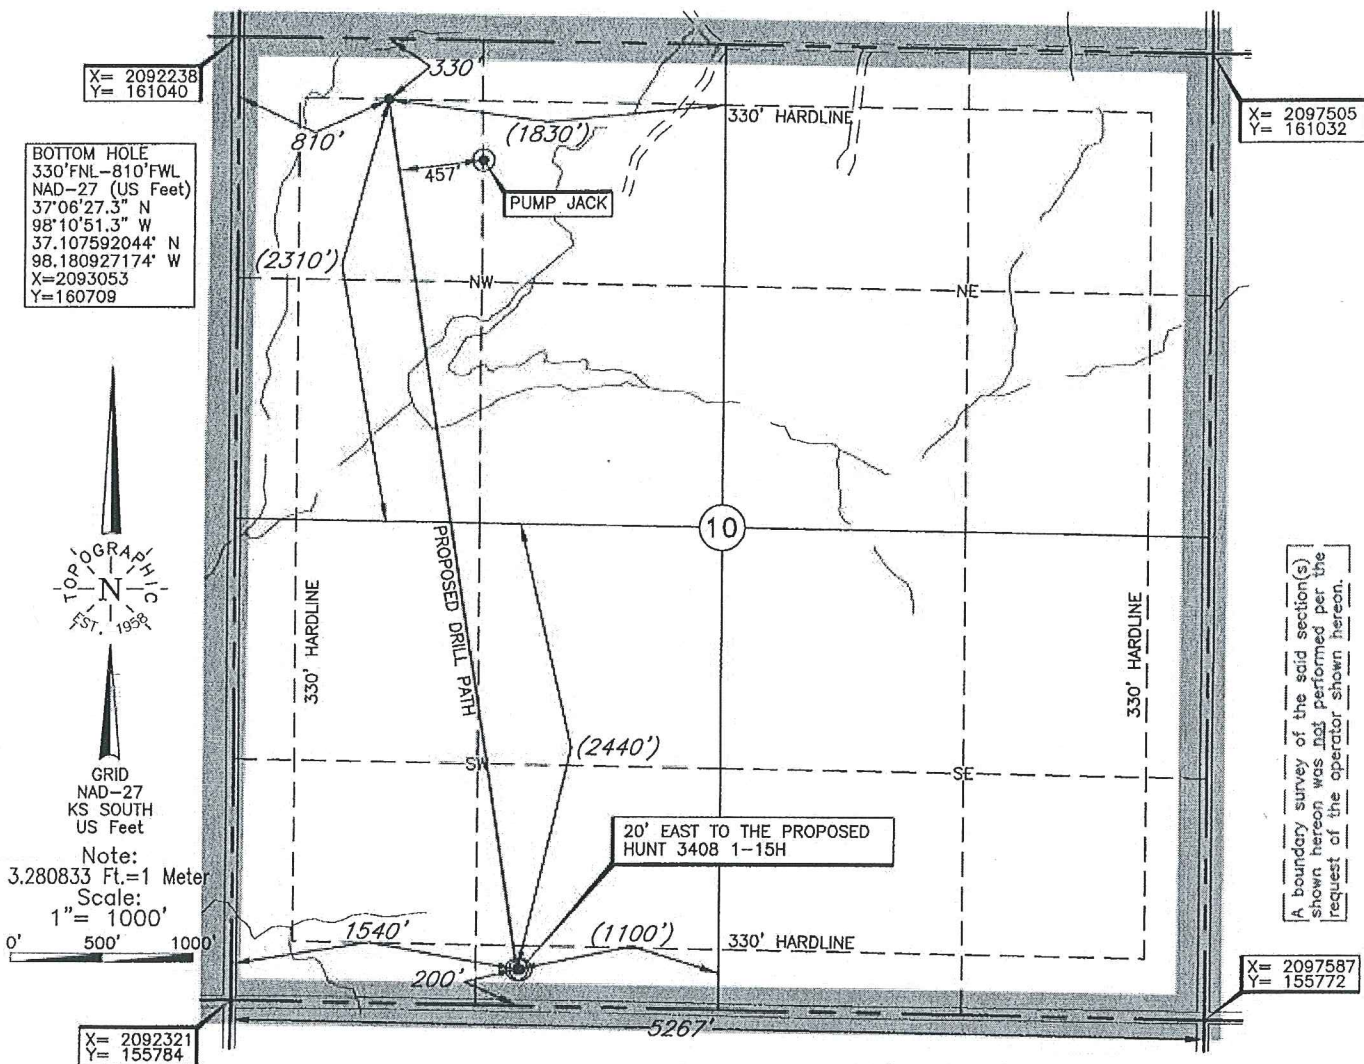 X= 2092238
Y= 161040
330'
810'
(1830')
330' HARDLINE
X= 2097505
Y= 161032
BOTTOM HOLE
330'FNL-810'FWL
NAD-27 (US Feet)
37°06'27.3" N
98°10'51.3" W
37.107592044° N
98.180927174° W
X=2093053
Y=160709
457'
PUMP JACK
(2310')
NW
NE
10
PROPOSED DRILL PATH
330' HARDLINE
330' HARDLINE
TOPOGRAPHIC
N
EST. 1958
A boundary survey of the said section(s)
shown hereon was not performed per the
request of the operator shown hereon.
(2440')
SW
SE
GRID
NAD-27
KS SOUTH
US Feet
Note:
3.280833 Ft.=1 Meter
Scale:
1"= 1000'
0' 500' 1000'
20' EAST TO THE PROPOSED
HUNT 3408 1-15H
1540'
(1100')
330' HARDLINE
200'
X= 2097587
Y= 155772
5267'
X= 2092321
Y= 155784